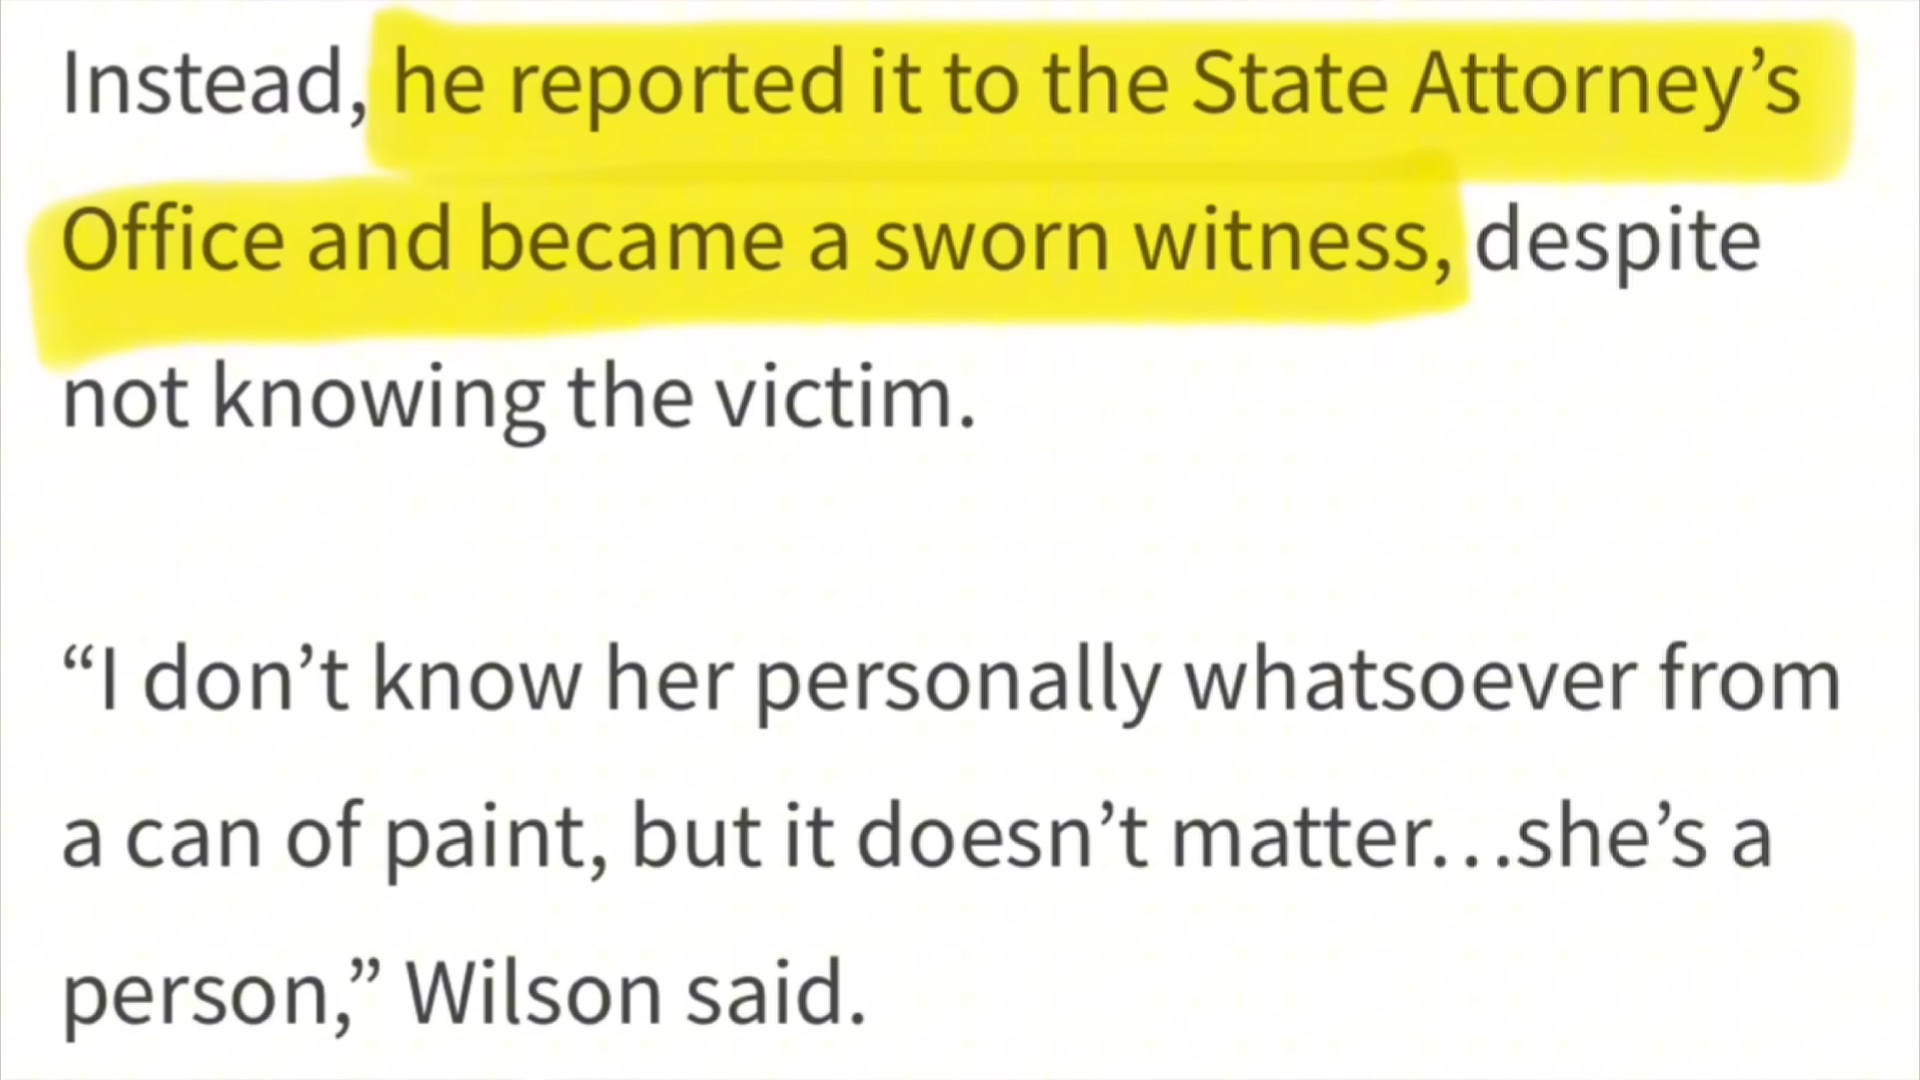 Instead, he reported it to the State Attorney’s
Office and became a sworn witness, despite
not knowing the victim.
“I don’t know her personally whatsoever from
a can of paint, but it doesn’t matter…she’s a
person,” Wilson said.